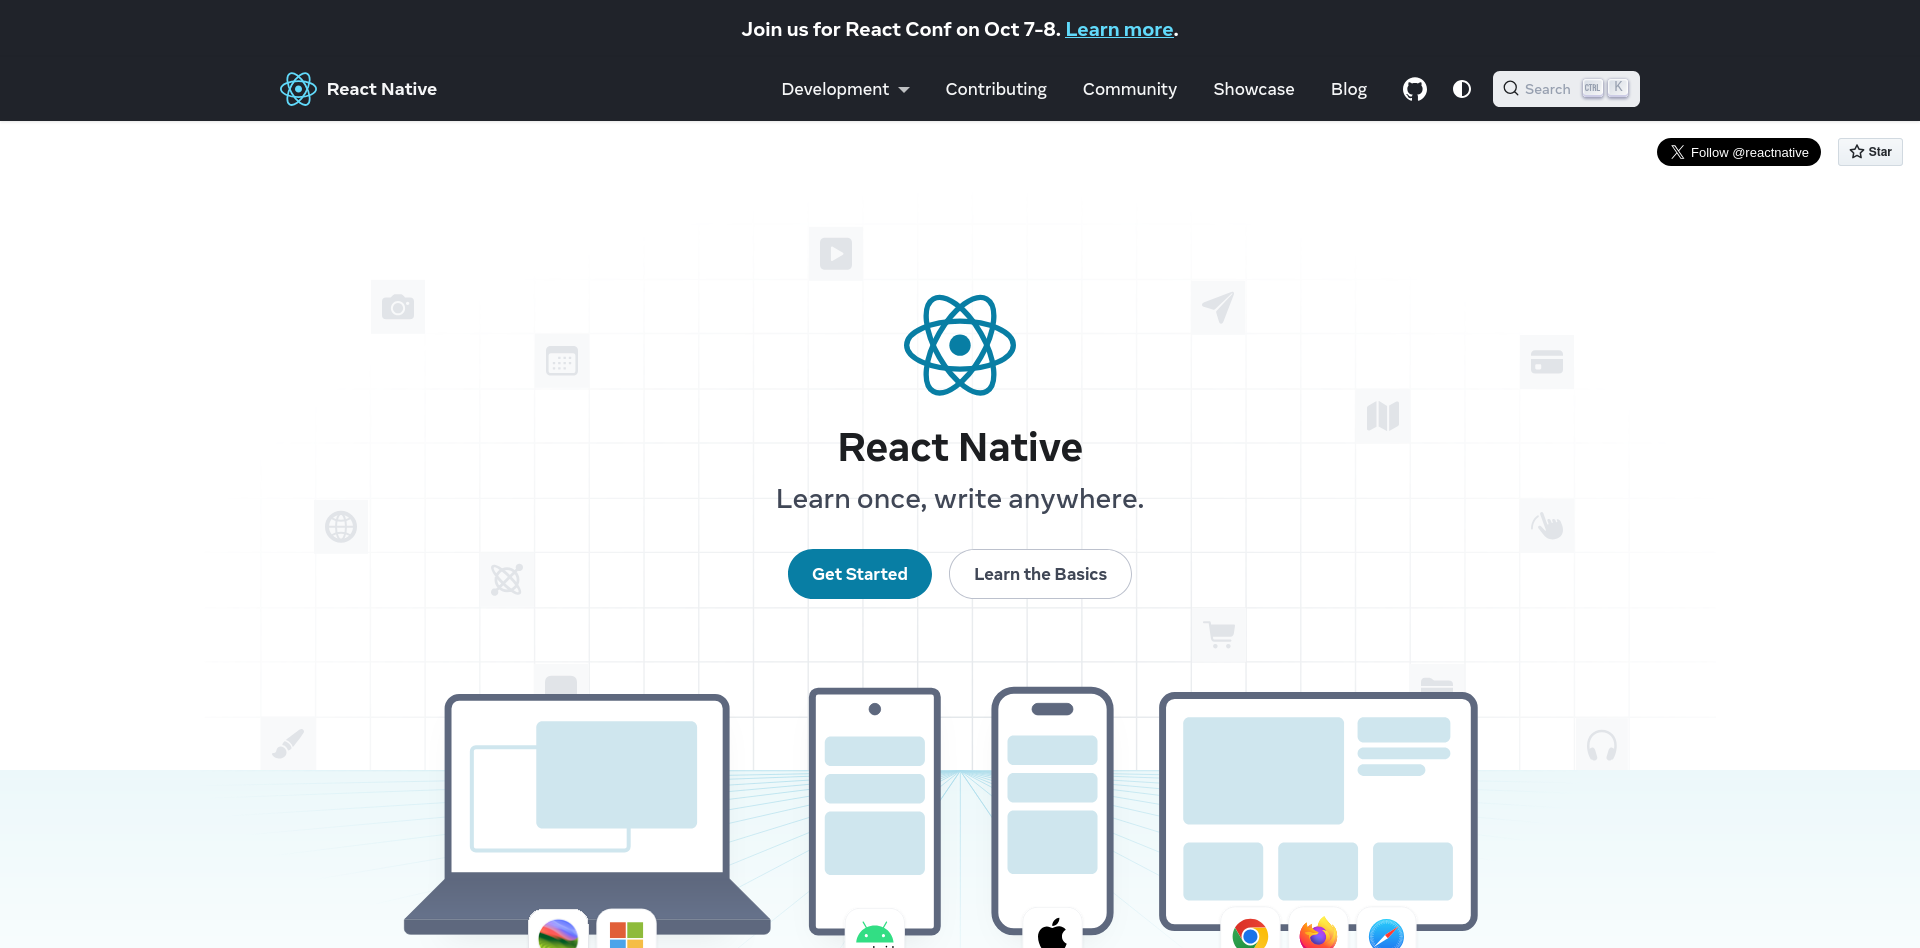 Join us for React Conf on Oct 7-8. Learn more.
React Native
Development
Contributing
Community
Showcase
Blog
Search
CTRL
K
Follow @reactnative
Star
React Native
Learn once, write anywhere.
Get Started
Learn the Basics